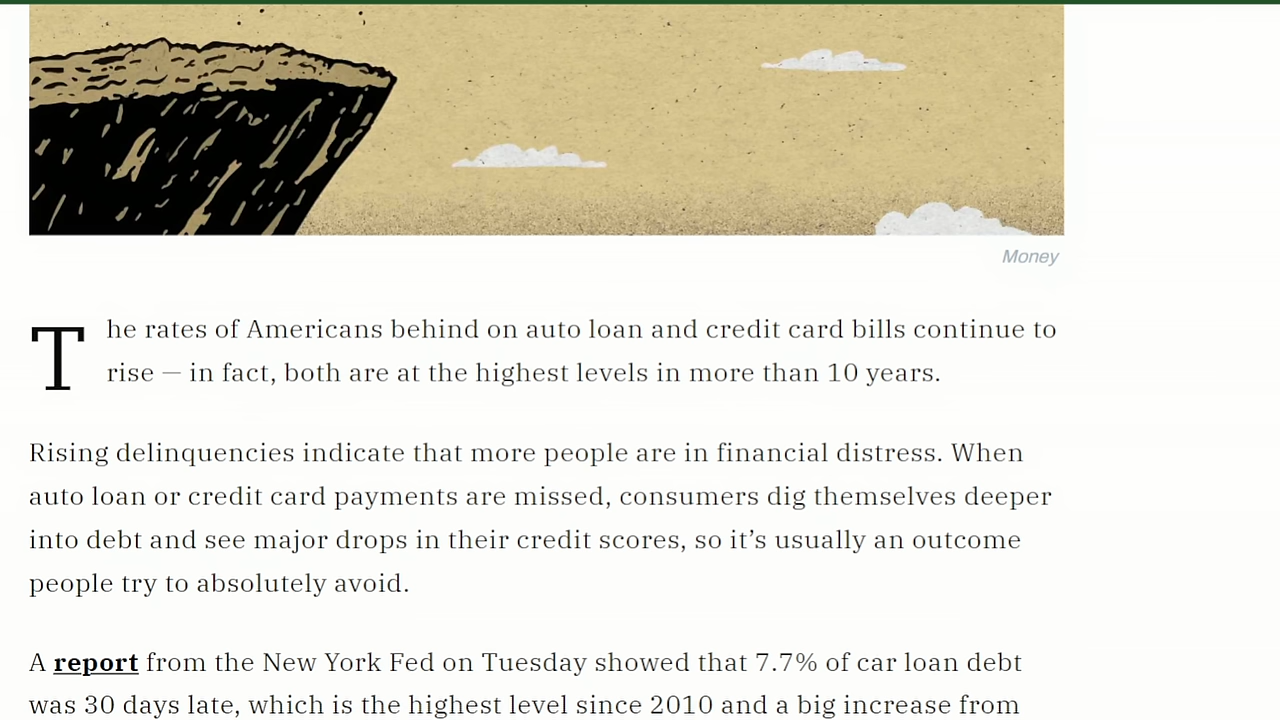 Money
The rates of Americans behind on auto loan and credit card bills continue to
rise — in fact, both are at the highest levels in more than 10 years.
Rising delinquencies indicate that more people are in financial distress. When
auto loan or credit card payments are missed, consumers dig themselves deeper
into debt and see major drops in their credit scores, so it’s usually an outcome
people try to absolutely avoid.
A report from the New York Fed on Tuesday showed that 7.7% of car loan debt
was 30 days late, which is the highest level since 2010 and a big increase from